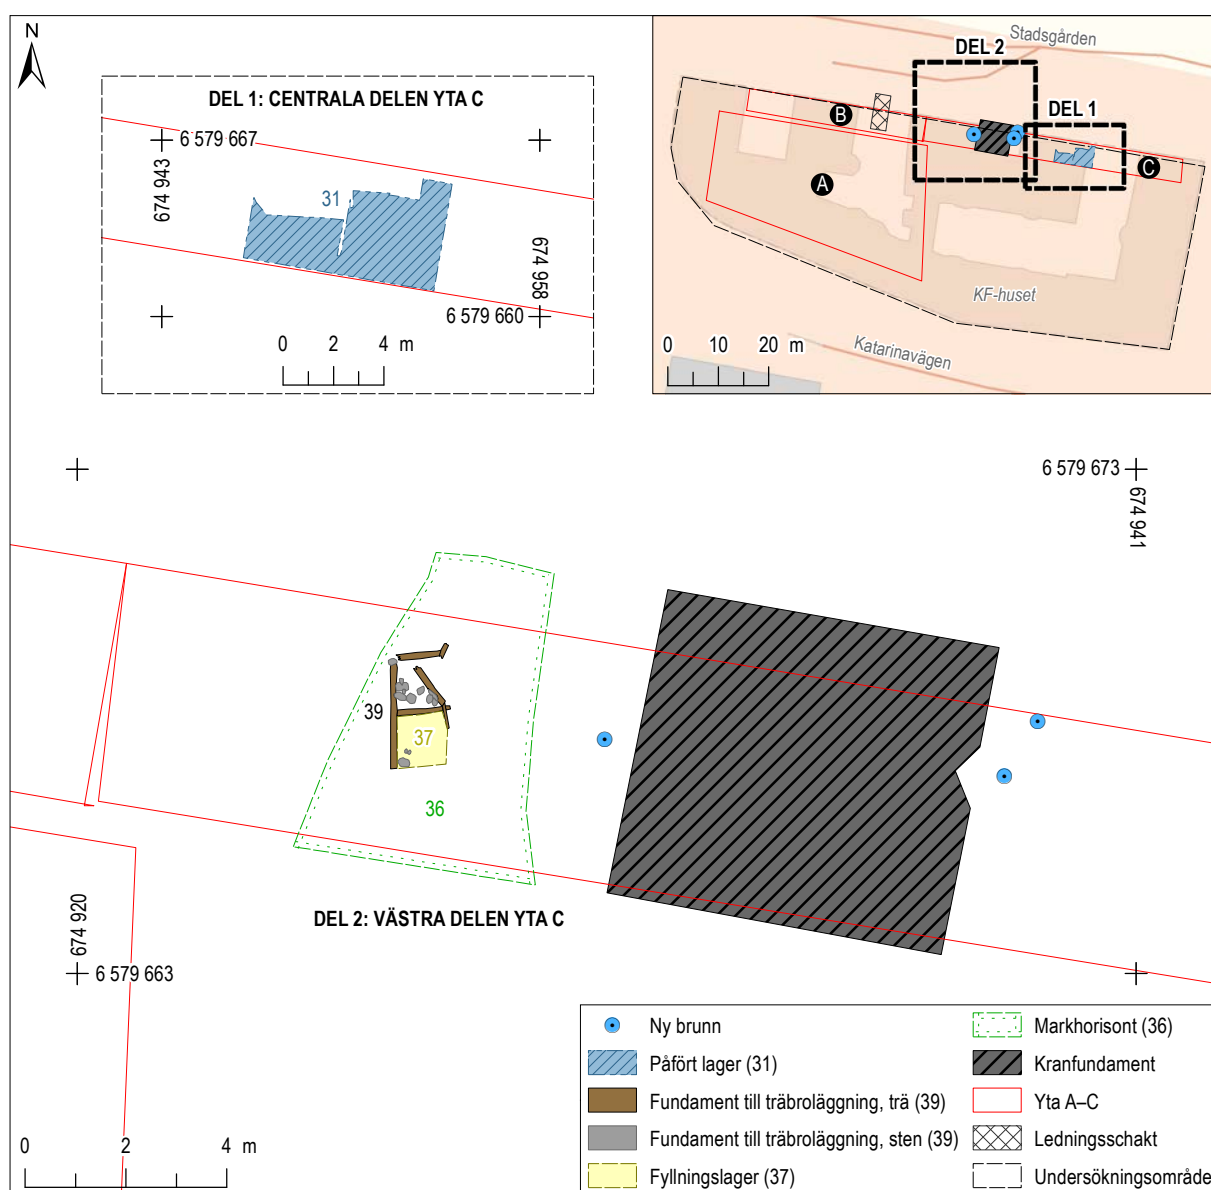 N
DEL 1: CENTRALA DELEN YTA C
6 579 667
674 943
31
674 958
6 579 660
0 2 4 m
Stadsgården
DEL 2
DEL 1
B
A
C
KF-huset
Katarinavägen
0 10 20 m
6 579 673
674 941
39
37
36
DEL 2: VÄSTRA DELEN YTA C
674 920
6 579 663
0 2 4 m
Ny brunn
Påfört lager (31)
Fundament till träbroläggning, trä (39)
Fundament till träbroläggning, sten (39)
Fyllningslager (37)
Markhorisont (36)
Kranfundament
Yta A–C
Ledningsschakt
Undersökningsområde